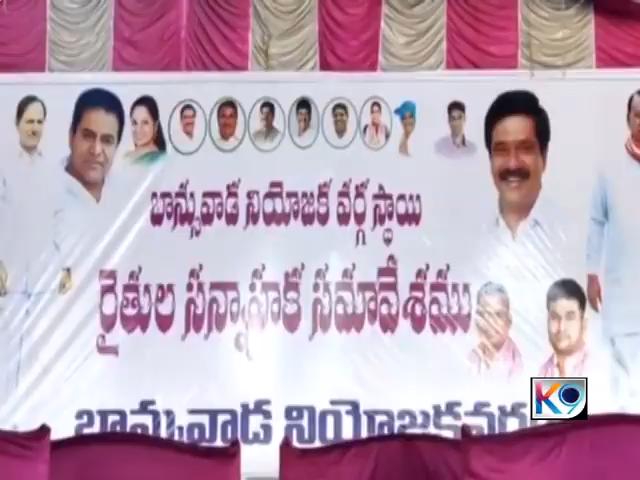 బాన్సువాడ నియోజక వర్గ స్థాయి
రైతుల సన్నాహక సమావేశము
బాన్సువాడ నియోజకవర్గ
K9